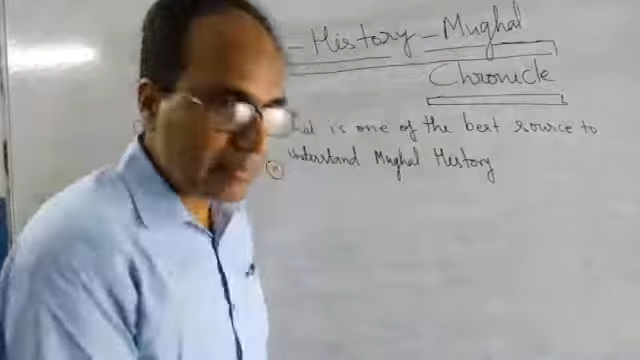 - History - Mughal
Chronicle
is one of the best source to
Understand Mughal History